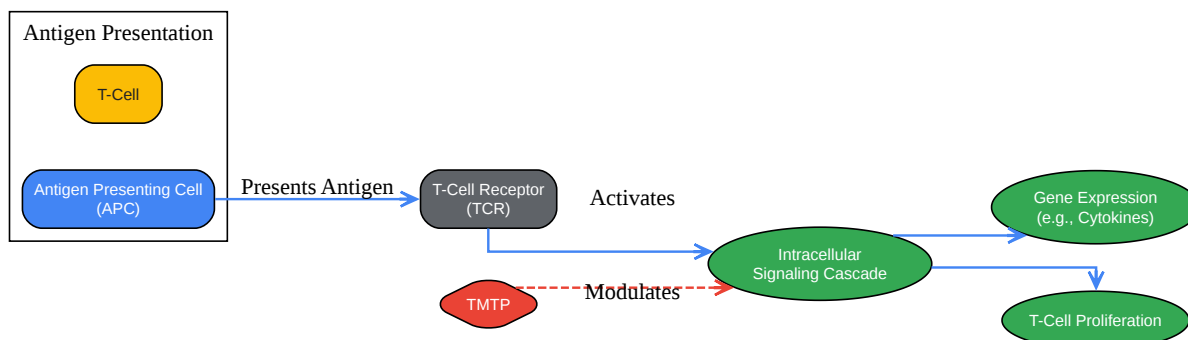 Antigen Presentation
T-Cell
Antigen Presenting Cell
(APC)
Presents Antigen
T-Cell Receptor
(TCR)
Activates
Gene Expression
(e.g., Cytokines)
Intracellular
Signaling Cascade
TMTP
Modulates
T-Cell Proliferation